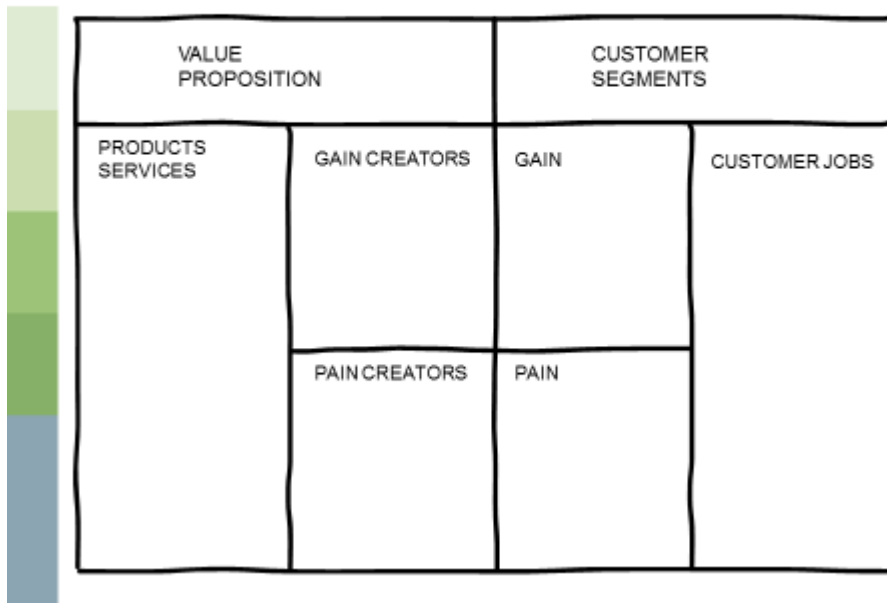 VALUE
PROPOSITION
CUSTOMER
SEGMENTS
PRODUCTS
SERVICES
GAIN CREATORS
GAIN
CUSTOMER JOBS
PAIN CREATORS
PAIN